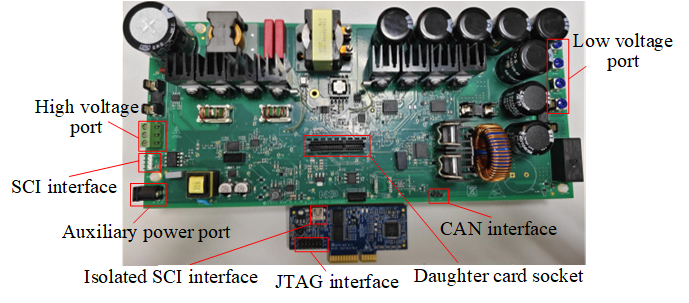 Low voltage
port
High voltage
port
SCI interface
Auxiliary power port
CAN interface
Isolated SCI interface
JTAG interface
Daughter card socket